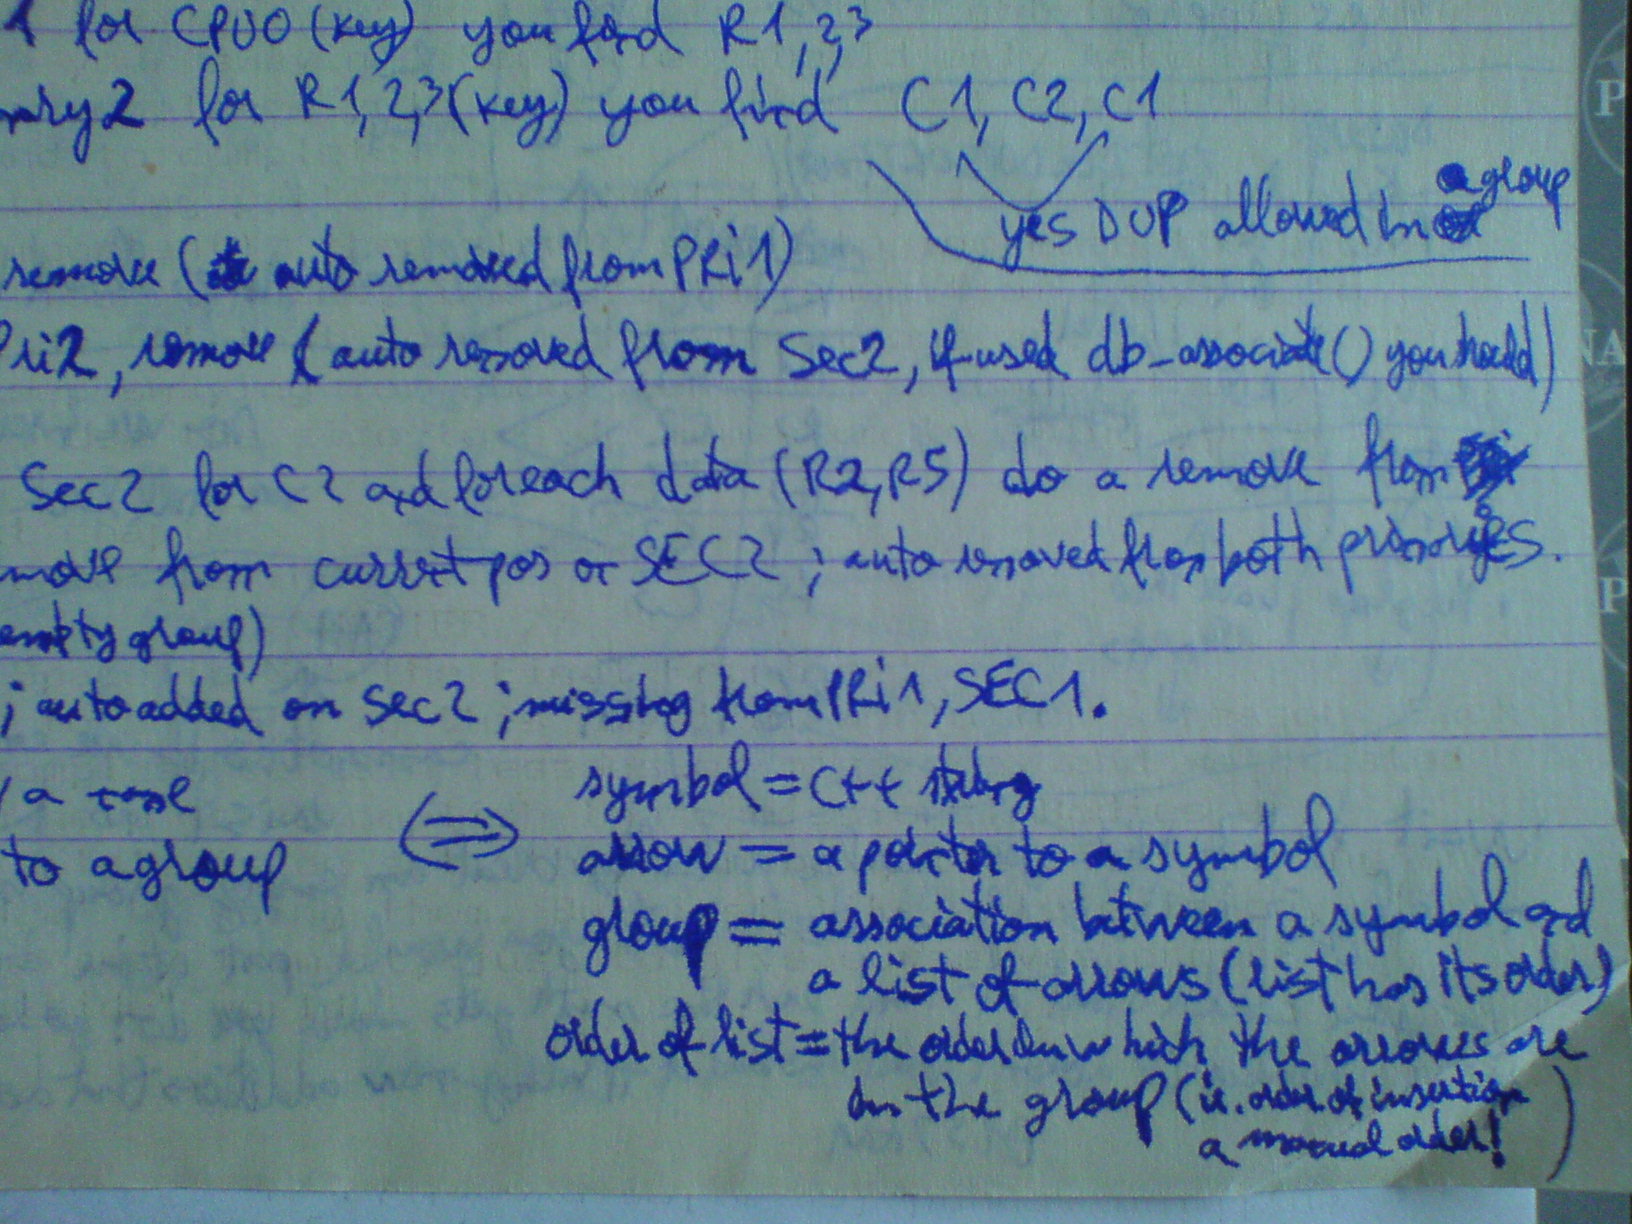 1 for CPU0(key) you find R1,2,3
mary2 for R1,2,3(key) you find C1, C2, C1
a group
yes DUP allowed in
remove ( auto removed from PRi1)
Pri2, remove ( auto removed from Sec2, if used db_associate() you should)
Sec2 for C2 and foreach data (R2,R5) do a remove from
move from current pos or SEC2 ; auto removed from both primaries.
empty group)
; auto added on Sec2 ; missing from PRi1, SEC1.
a
symbol = C++ string
to a group
arrow = a pointer to a symbol
group = association between a symbol and
a list of arrows (list has its order)
order of list = the order in which the arrows are
in the group (ie. order of insertion
a manual order! )
P
NA
P